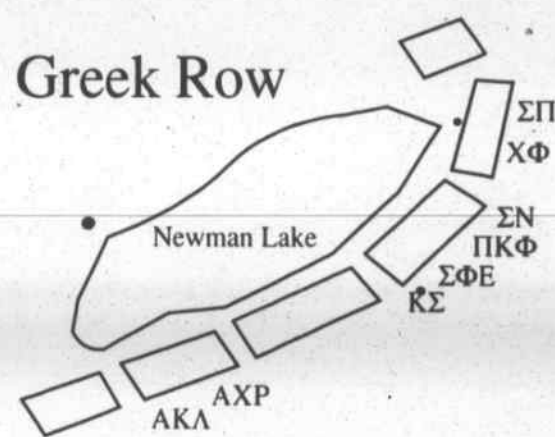 Greek Row
ΣΠ
ΧΦ
Newman Lake
ΣΝ
ΠΚΦ
ΣΦΕ
ΚΣ
ΑΧΡ
ΑΚΛ